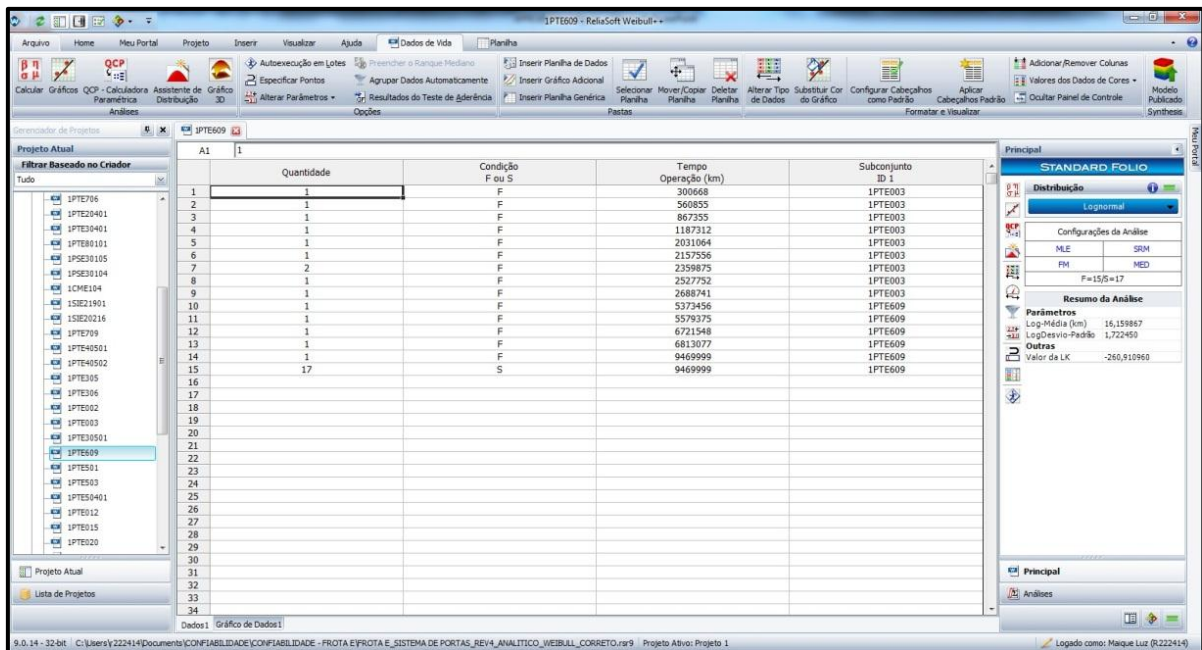 1PTE609 - ReliaSoft Weibull++
Arquivo Home Meu Portal Projeto Inserir Visualizar Ajuda Dados de Vida Planilha
Calcular Gráficos QCP - Calculadora Paramétrica Assistente de Distribuição Gráfico 3D
Análises
Autoexecução em Lotes Preencher o Ranque Mediano
Especificar Pontos Agrupar Dados Automaticamente
Alterar Parâmetros Resultados do Teste de Aderência
Opções
Inserir Planilha de Dados
Inserir Gráfico Adicional
Inserir Planilha Genérica
Selecionar Planilha Mover/Copiar Planilha Deletar Planilha
Pastas
Alterar Tipo de Dados Substituir Cor do Gráfico Configurar Cabeçalhos como Padrão Aplicar Cabeçalhos Padrão
Adicionar/Remover Colunas
Valores dos Dados de Cores
Ocultar Painel de Controle
Formatar e Visualizar
Modelo Publicado
Synthesis
Gerenciador de Projetos
Projeto Atual
Filtrar Baseado no Criador
Tudo
1PTE706
1PTE20401
1PTE30401
1PTE80101
1PSE30105
1PSE30104
1CME104
1SIE21901
1SIE20216
1PTE709
1PTE40501
1PTE40502
1PTE305
1PTE306
1PTE002
1PTE003
1PTE30501
1PTE609
1PTE501
1PTE503
1PTE50401
1PTE012
1PTE015
1PTE020
Projeto Atual
Lista de Projetos
1PTE609
A1 1
Quantidade Condição F ou S Tempo Operação (km) Subconjunto ID 1
1 1 F 300668 1PTE003
2 1 F 560855 1PTE003
3 1 F 867355 1PTE003
4 1 F 1187312 1PTE003
5 1 F 2031064 1PTE003
6 1 F 2157556 1PTE003
7 2 F 2359875 1PTE003
8 1 F 2527752 1PTE003
9 1 F 2688741 1PTE003
10 1 F 5373456 1PTE609
11 1 F 5579375 1PTE609
12 1 F 6721548 1PTE609
13 1 F 6813077 1PTE609
14 1 F 9469999 1PTE609
15 17 S 9469999 1PTE609
16
17
18
19
20
21
22
23
24
25
26
27
28
29
30
31
32
33
34
Dados1 Gráfico de Dados1
Meu Portal
Principal
STANDARD FOLIO
Distribuição
Lognormal
QCP
Configurações da Análise
MLE SRM
FM MED
F=15/S=17
Resumo da Análise
Parâmetros
Log-Média (km) 16,159867
LogDesvio-Padrão 1,722450
Outras
Valor da LK -260,910960
Principal
Análises
9.0.14 - 32-bit C:\Users\r222414\Documents\CONFIABILIDADE\CONFIABILIDADE - FROTA E\FROTA E_SISTEMA DE PORTAS_REV4_ANALITICO_WEIBULL_CORRETO.rsr9 Projeto Ativo: Projeto 1 Logado como: Maique Luz (R222414)